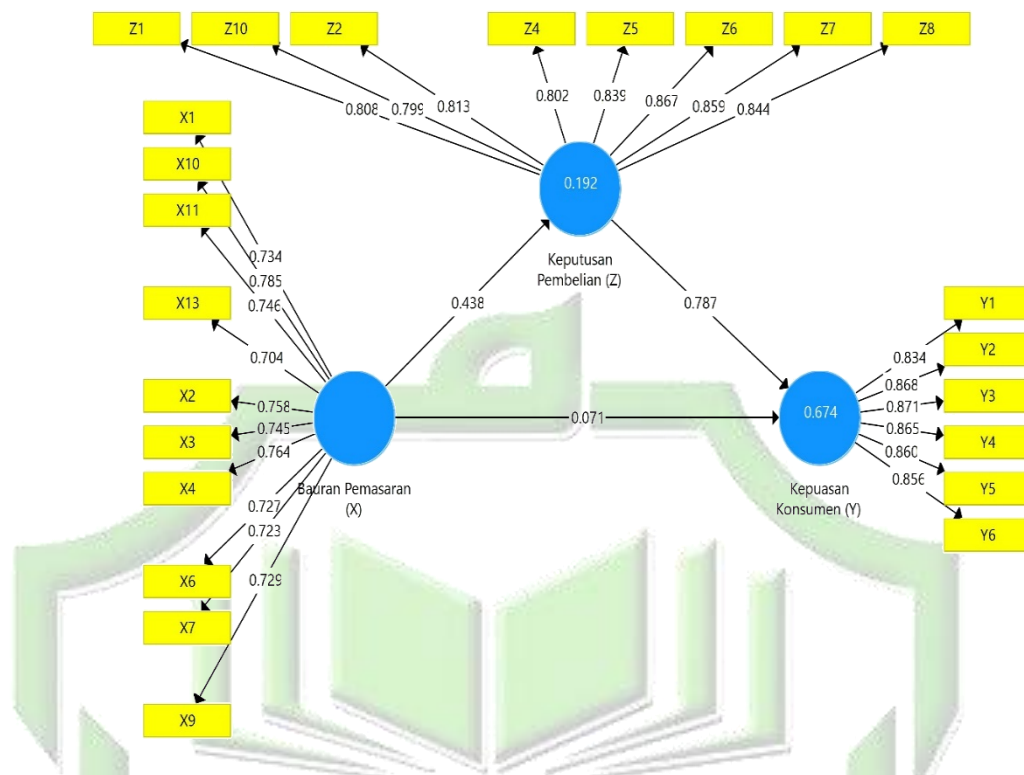 Z1
Z10
Z2
Z4
Z5
Z6
Z7
Z8
0.808
0.799
0.813
0.802
0.839
0.867
0.859
0.844
X1
X10
X11
X13
X2
X3
X4
X6
X7
X9
0.734
0.785
0.746
0.704
0.758
0.745
0.764
0.727
0.723
0.729
0.192
Keputusan
Pembelian (Z)
0.438
0.787
0.071
Bauran Pemasaran
(X)
0.674
Kepuasan
Konsumen (Y)
0.834
0.868
0.871
0.865
0.860
0.856
Y1
Y2
Y3
Y4
Y5
Y6